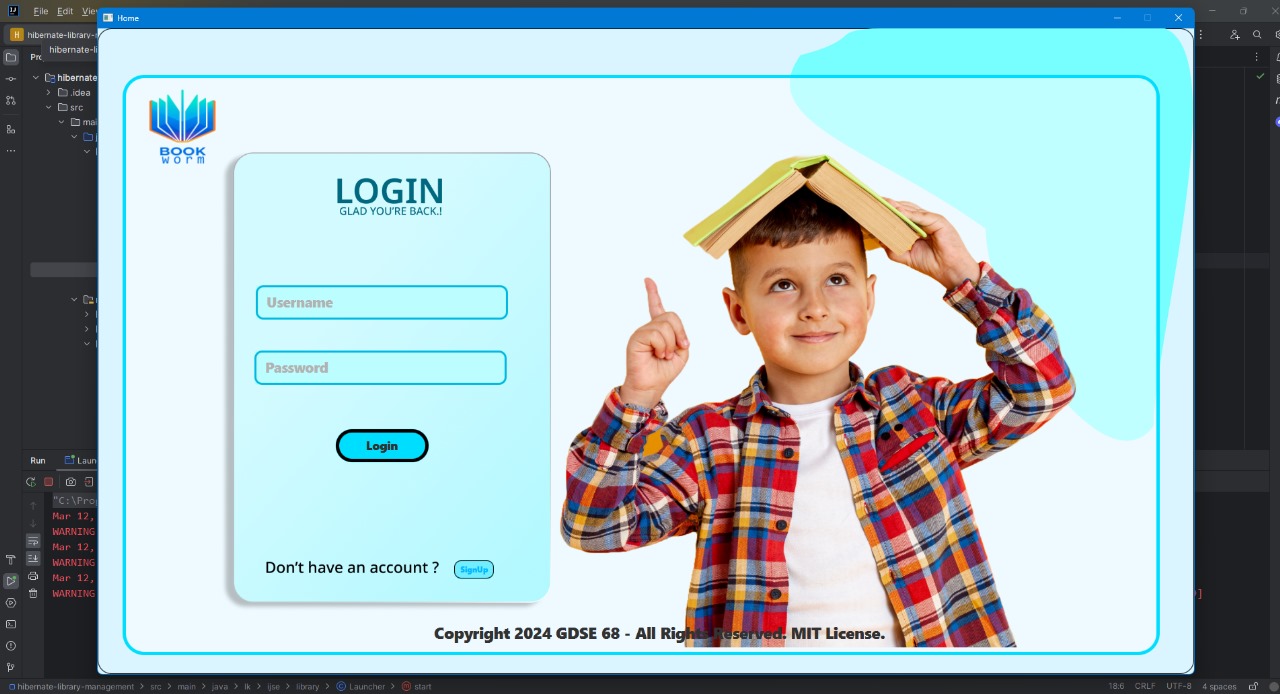 File Edit
Home
hibernate-library-
hibernate-li
hibernate
.idea
src
mai
BOOK
worm
LOGIN
GLAD YOU'RE BACK.!
Username
Password
Login
Don't have an account ?
SignUp
Copyright 2024 GDSE 68 - All Rights Reserved. MIT License.
Run
Laun
"C:\Prog
Mar 12,
WARNING
Mar 12,
WARNING
Mar 12,
WARNING
hibernate-library-management > src > main > java > lk > ijse > library > Launcher > start
18:6 CRLF UTF-8 4 spaces